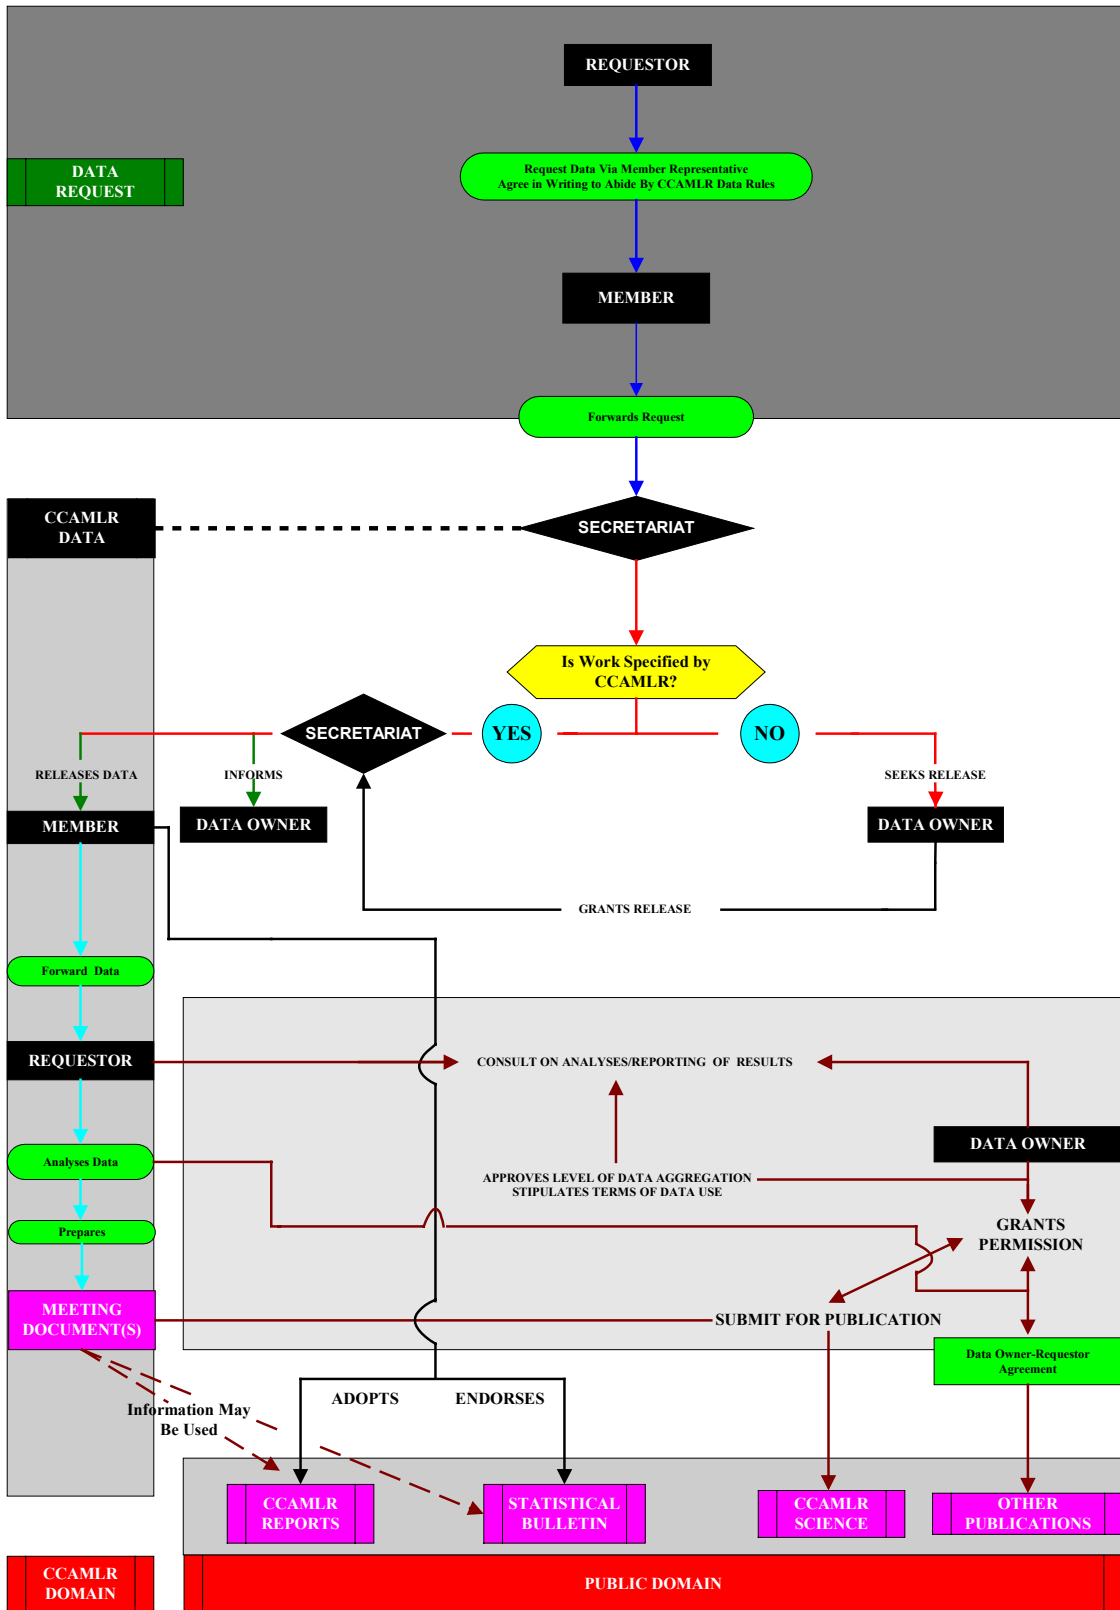 REQUESTOR
DATA
REQUEST
Request Data Via Member Representative
Agree in Writing to Abide By CCAMLR Data Rules
MEMBER
Forwards Request
CCAMLR
DATA
SECRETARIAT
Is Work Specified by
CCAMLR?
SECRETARIAT
YES
NO
RELEASES DATA
INFORMS
SEEKS RELEASE
MEMBER
DATA OWNER
DATA OWNER
GRANTS RELEASE
Forward Data
REQUESTOR
CONSULT ON ANALYSES/REPORTING OF RESULTS
DATA OWNER
Analyses Data
APPROVES LEVEL OF DATA AGGREGATION
STIPULATES TERMS OF DATA USE
Prepares
GRANTS
PERMISSION
MEETING
DOCUMENT(S)
SUBMIT FOR PUBLICATION
Data Owner-Requestor
Agreement
ADOPTS
ENDORSES
Information May
Be Used
CCAMLR
REPORTS
STATISTICAL
BULLETIN
CCAMLR
SCIENCE
OTHER
PUBLICATIONS
CCAMLR
DOMAIN
PUBLIC DOMAIN